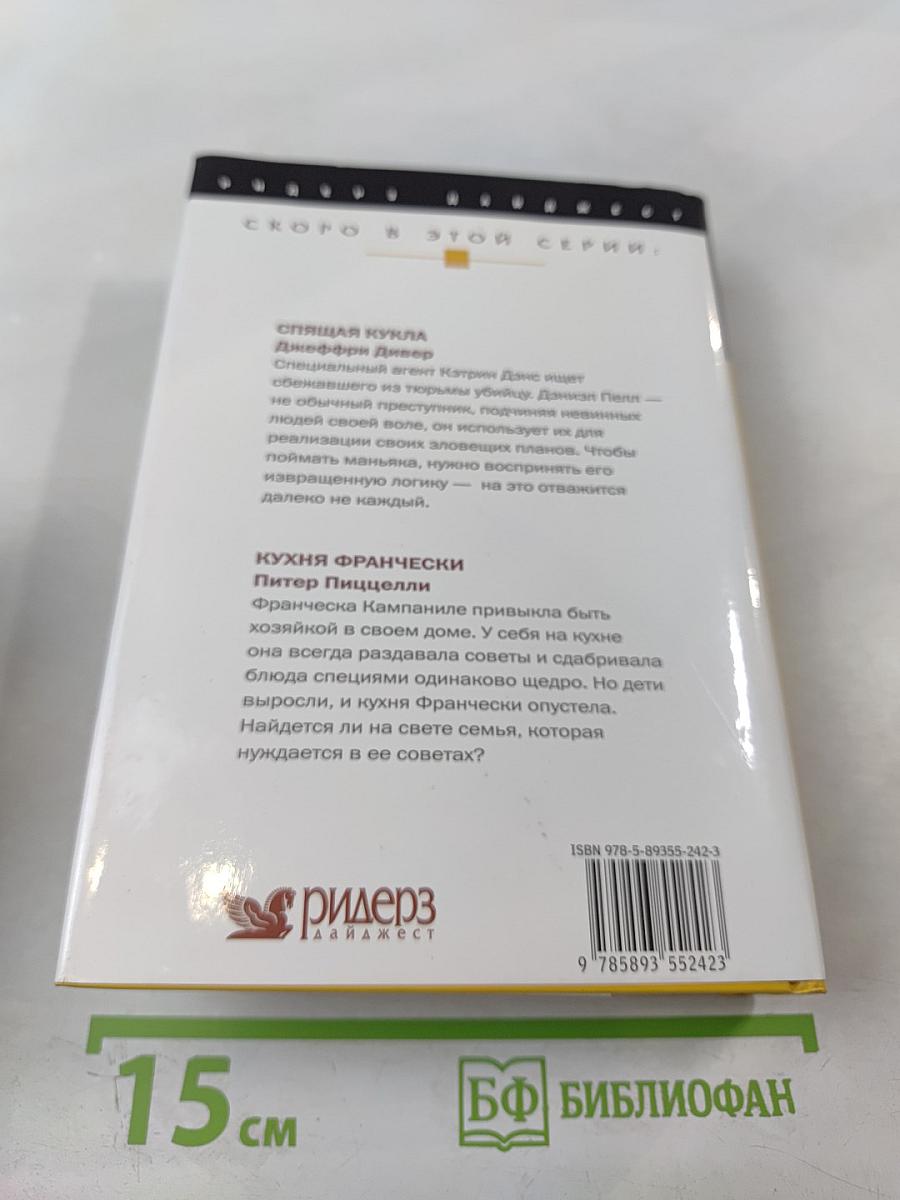 РИДЕРЗ ДАЙДЖЕСТ
СКОРО В ЭТОЙ СЕРИИ:
СПЯЩАЯ КУКЛА
Джеффри Дивер
Специальный агент Кэтрин Дэнс ищет
сбежавшего из тюрьмы убийцу. Дэниэл Пелл —
не обычный преступник, подчиняя невинных
людей своей воле, он использует их для
реализации своих зловещих планов. Чтобы
поймать маньяка, нужно воспринять его
извращенную логику — на это отважится
далеко не каждый.
КУХНЯ ФРАНЧЕСКИ
Питер Пиццелли
Франческа Кампаниле привыкла быть
хозяйкой в своем доме. У себя на кухне
она всегда раздавала советы и сдабривала
блюда специями одинаково щедро. Но дети
выросли, и кухня Франчески опустела.
Найдется ли на свете семья, которая
нуждается в ее советах?
ISBN 978-5-89355-242-3
ридерз
дайджест
9 785893 552423
15 см
БФ БИБЛИОФАН